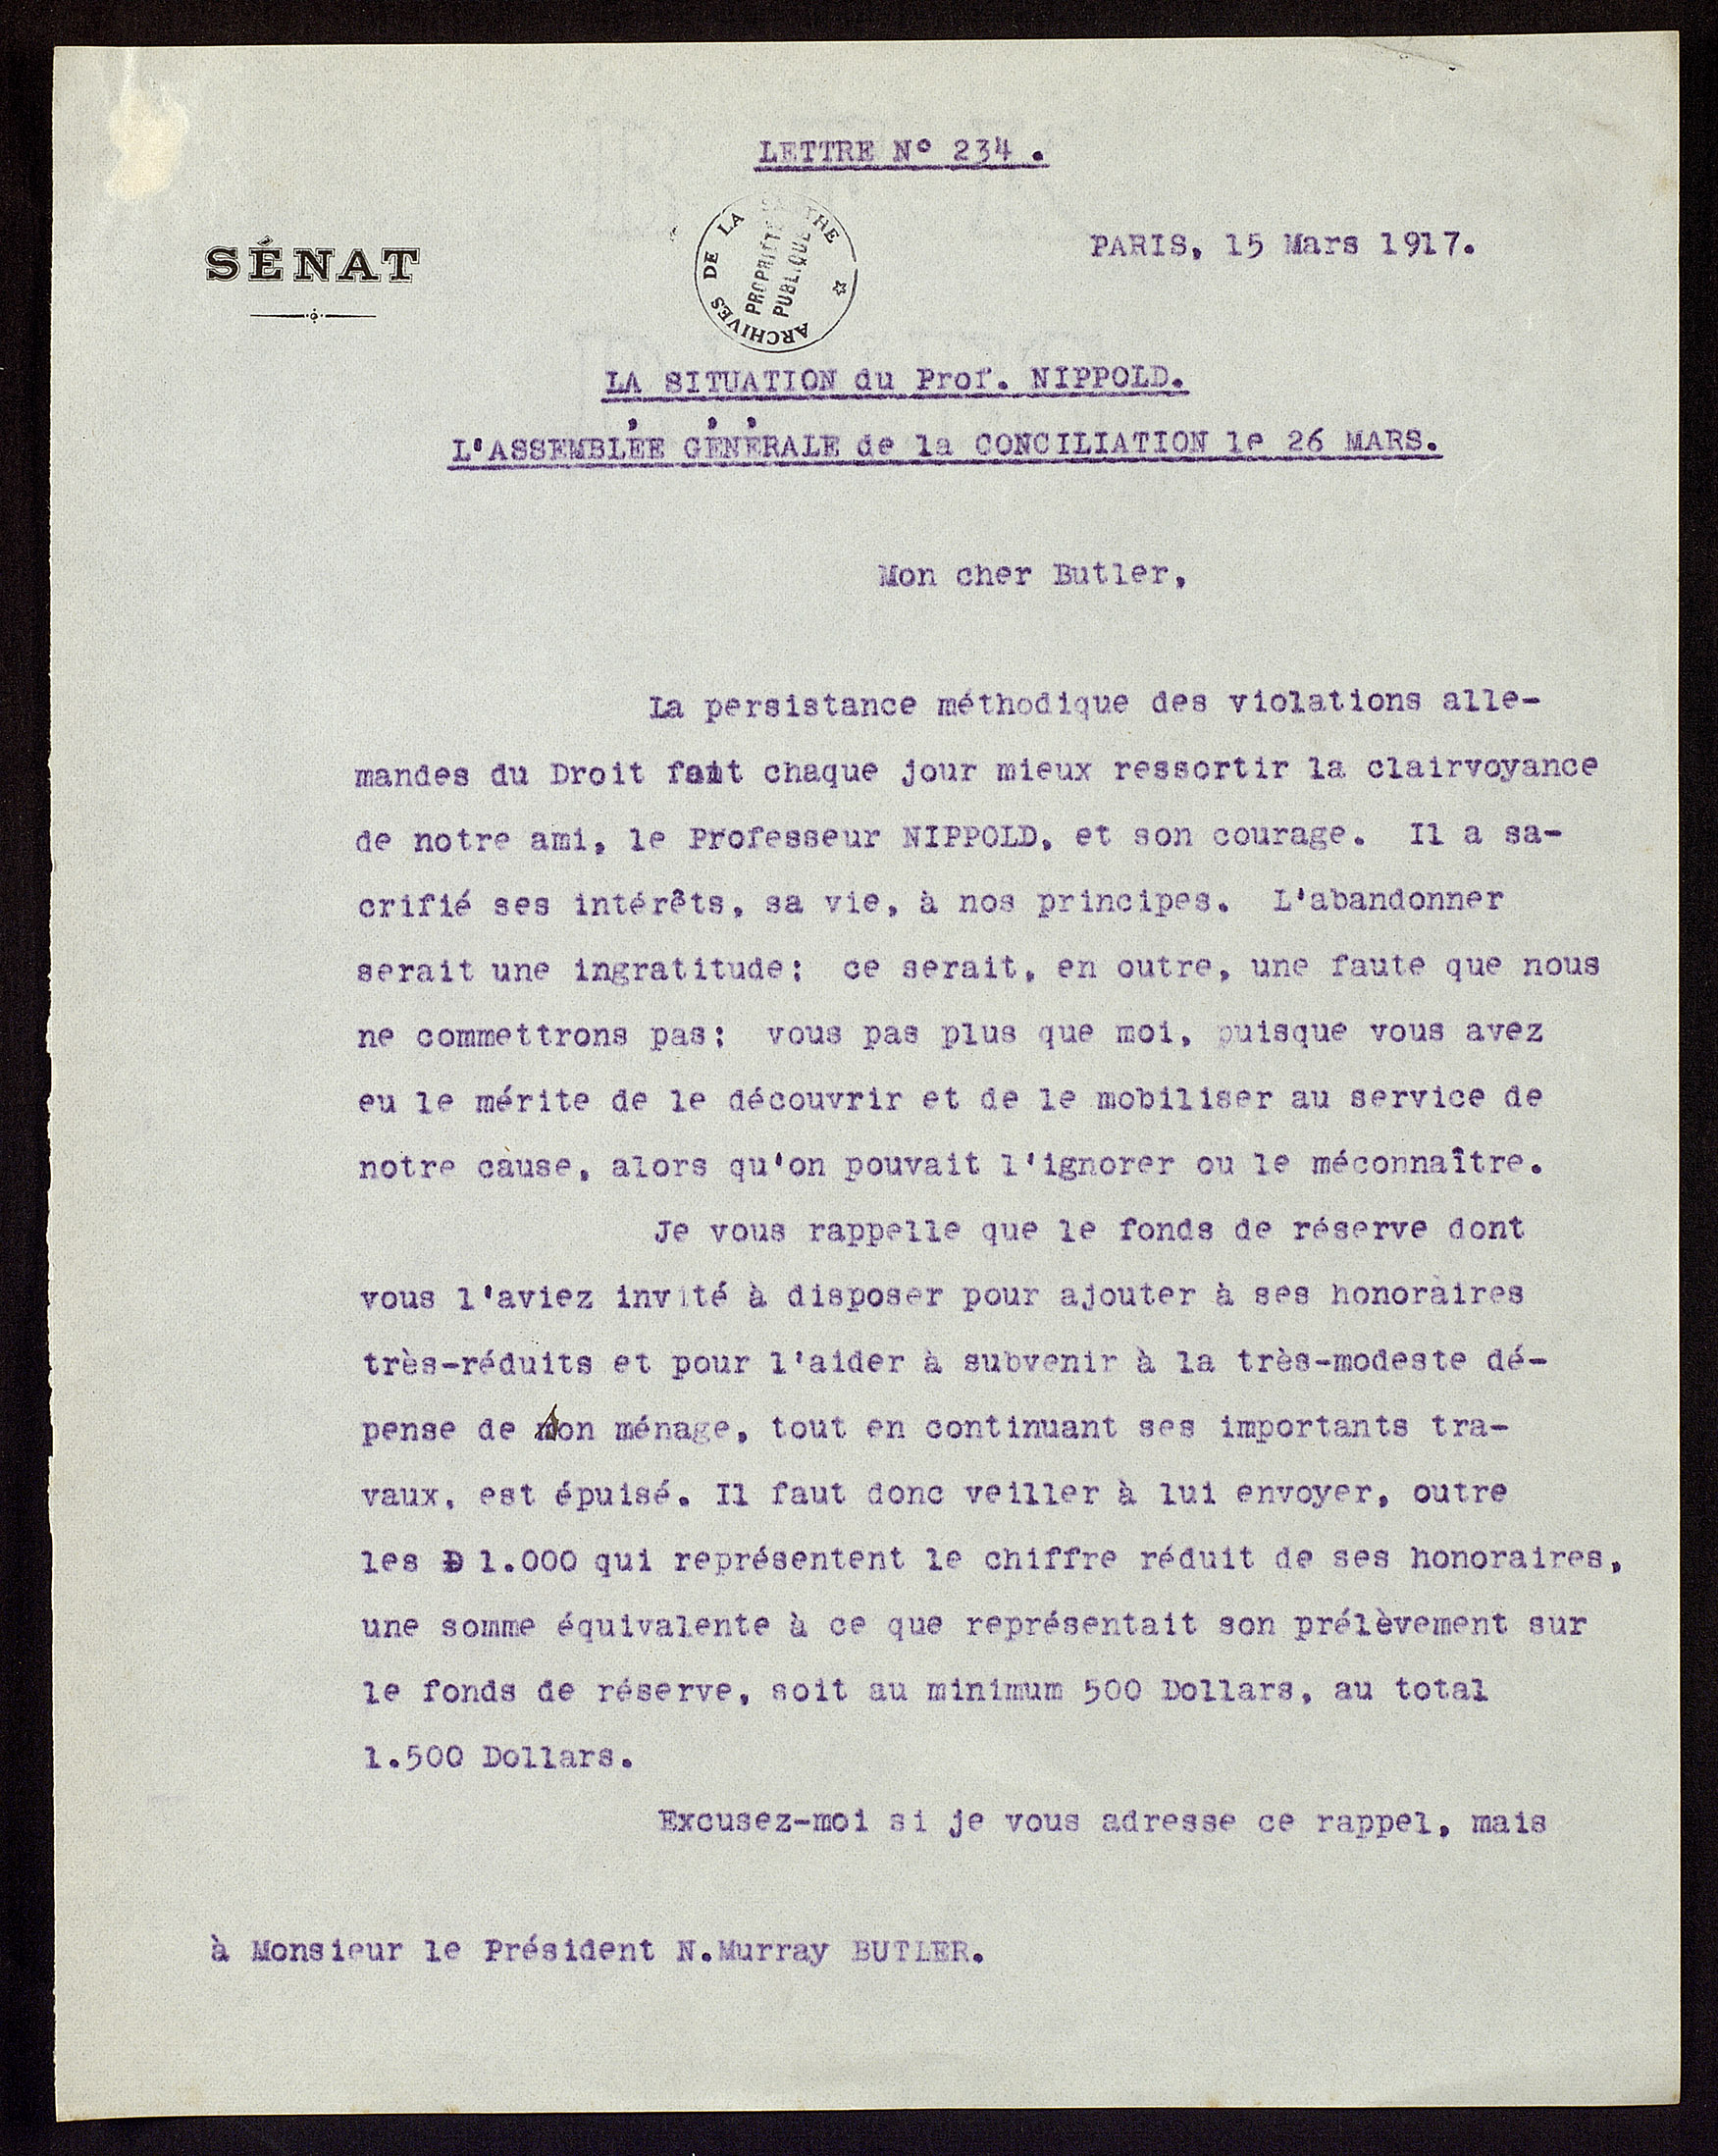 LETTRE N° 234 .
SÉNAT
ARCHIVES DE LA SARTHE
PROPRIÉTÉ
PUBLIQUE
PARIS, 15 Mars 1917.
LA SITUATION du Prof. NIPPOLD.
L'ASSEMBLÉE GÉNÉRALE de la CONCILIATION le 26 MARS.
Mon cher Butler,
La persistance méthodique des violations alle-
mandes du Droit fait chaque jour mieux ressortir la clairvoyance
de notre ami, le Professeur NIPPOLD, et son courage. Il a sa-
crifié ses intérêts, sa vie, à nos principes. L'abandonner
serait une ingratitude; ce serait, en outre, une faute que nous
ne commettrons pas; vous pas plus que moi, puisque vous avez
eu le mérite de le découvrir et de le mobiliser au service de
notre cause, alors qu'on pouvait l'ignorer ou le méconnaître.
Je vous rappelle que le fonds de réserve dont
vous l'aviez invité à disposer pour ajouter à ses honoraires
très-réduits et pour l'aider à subvenir à la très-modeste dé-
pense de son ménage, tout en continuant ses importants tra-
vaux, est épuisé. Il faut donc veiller à lui envoyer, outre
les D 1.000 qui représentent le chiffre réduit de ses honoraires,
une somme équivalente à ce que représentait son prélèvement sur
le fonds de réserve, soit au minimum 500 Dollars, au total
1.500 Dollars.
Excusez-moi si je vous adresse ce rappel, mais
à Monsieur le Président N.Murray BUTLER.